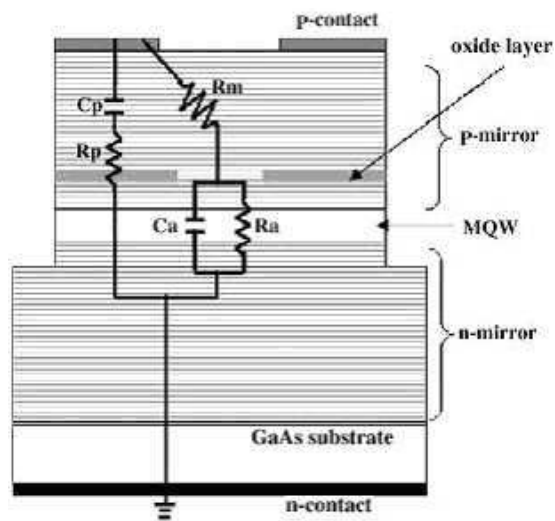 P-contact
oxide layer
Cp
Rm
P-mirror
Rp
Ca
Ra
MQW
n-mirror
GaAs substrate
n-contact